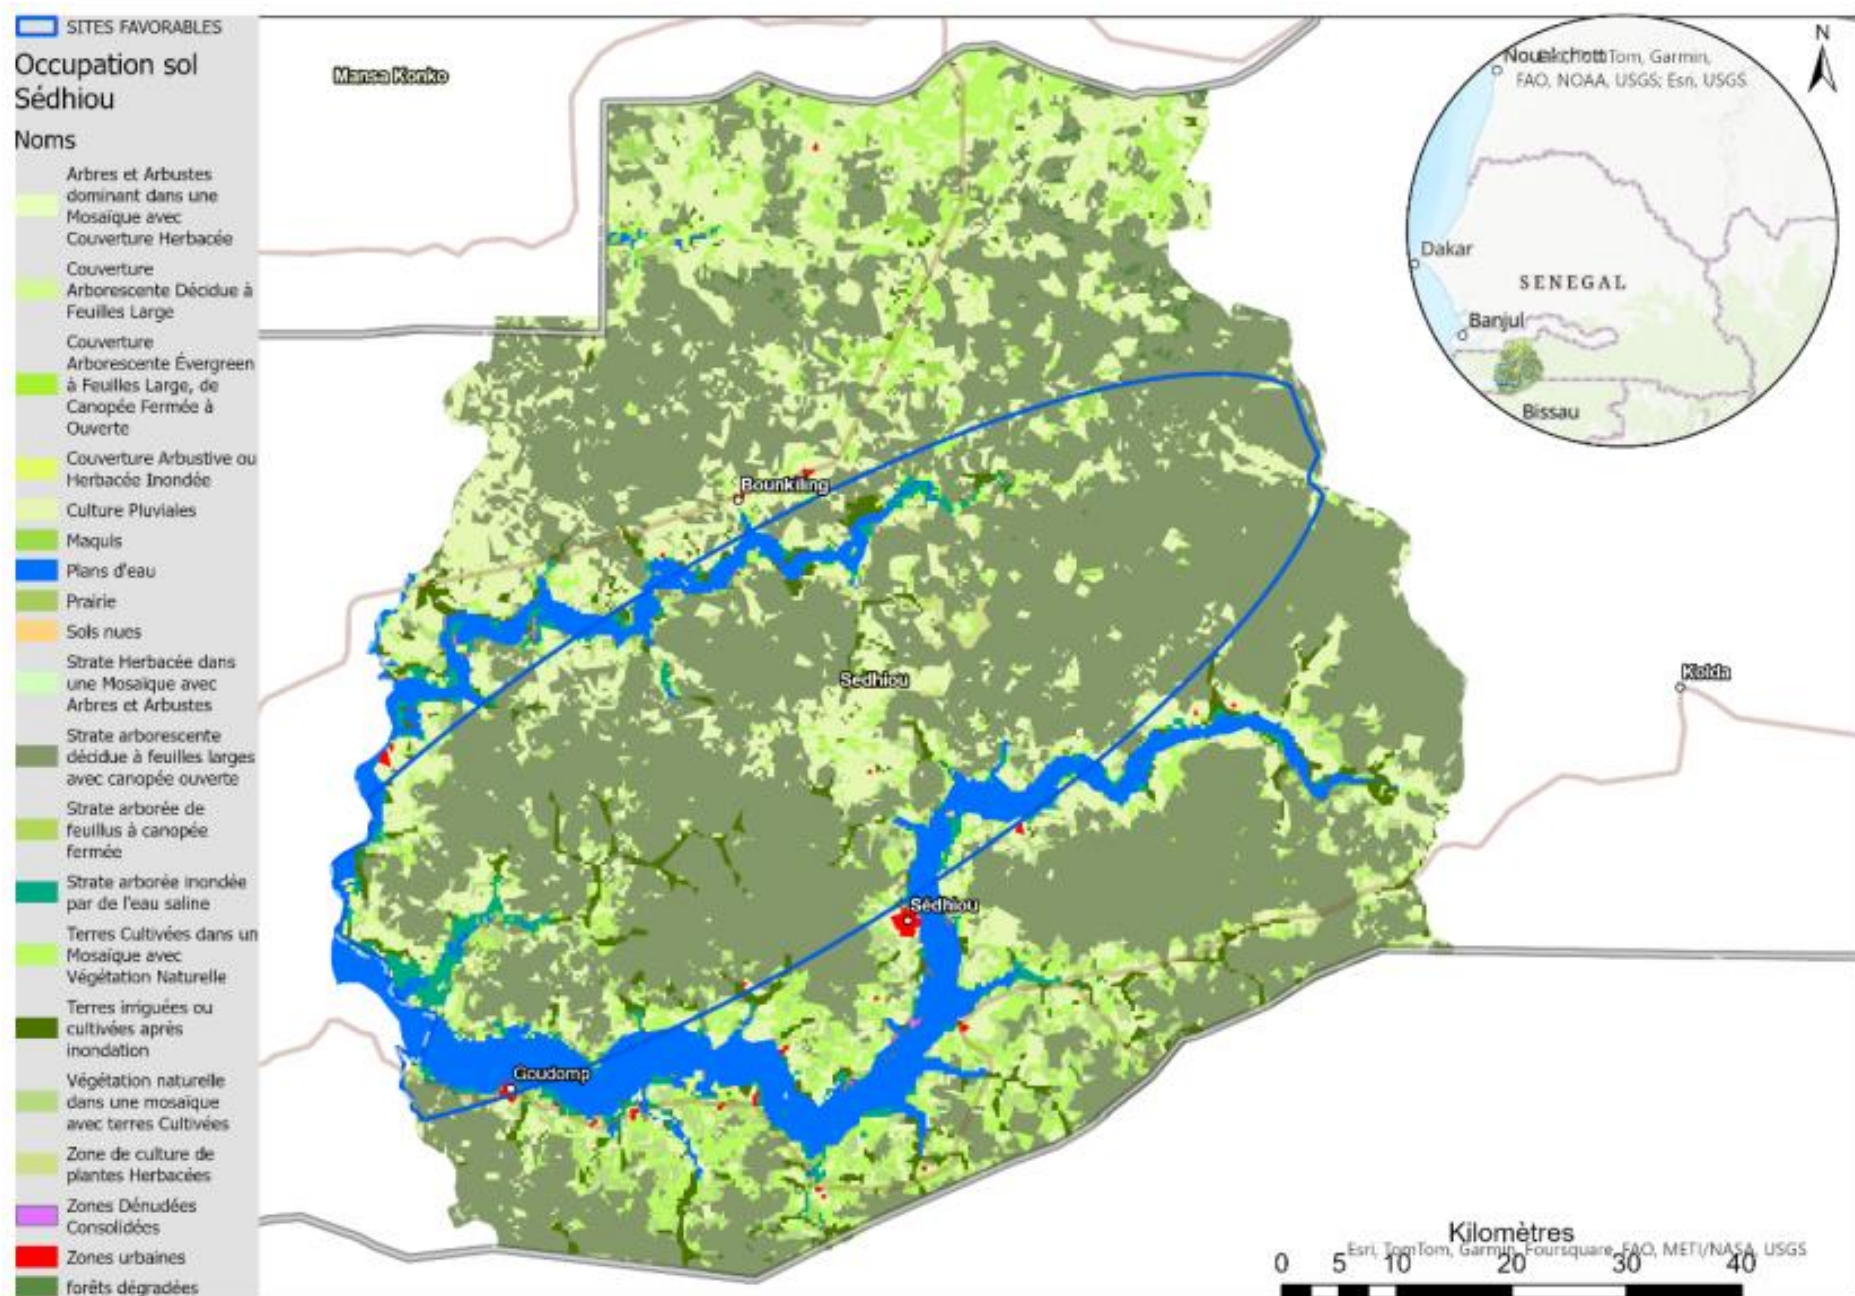 SITES FAVORABLES
Occupation sol
Sédhiou
Noms
Arbres et Arbustes
dominant dans une
Mosaïque avec
Couverture Herbacée
Couverture
Arborescente Décidue à
Feuilles Large
Couverture
Arborescente Évergreen
à Feuilles Large, de
Canopée Fermée à
Ouverte
Couverture Arbustive ou
Herbacée Inondée
Culture Pluviales
Maquis
Plans d'eau
Prairie
Sols nues
Strate Herbacée dans
une Mosaïque avec
Arbres et Arbustes
Strate arborescente
décidue à feuilles larges
avec canopée ouverte
Strate arborée de
feuillus à canopée
fermée
Strate arborée inondée
par de l'eau saline
Terres Cultivées dans un
Mosaïque avec
Végétation Naturelle
Terres irriguées ou
cultivées après
inondation
Végétation naturelle
dans une mosaïque
avec terres Cultivées
Zone de culture de
plantes Herbacées
Zones Dénudées
Consolidées
Zones urbaines
forêts dégradées
Mansa Konko
Bounkiling
Sedhiou
Sédhiou
Goudomp
Kolda
N
Nouakchott
TomTom, Garmin,
FAO, NOAA, USGS; Esri, USGS
Dakar
SENEGAL
Banjul
Bissau
Kilomètres
Esri, TomTom, Garmin, Foursquare, FAO, METI/NASA, USGS
0 5 10 20 30 40